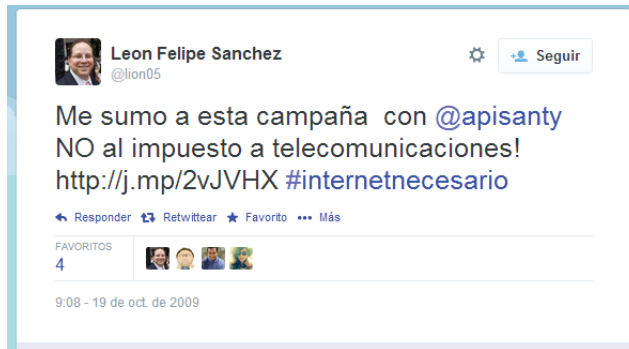 Leon Felipe Sanchez
@lion05
Seguir
Me sumo a esta campaña con @apisanty
NO al impuesto a telecomunicaciones!
http://j.mp/2vJVHX #internetnecesario
Responder Retwittear Favorito Más
FAVORITOS
4
9:08 - 19 de oct. de 2009